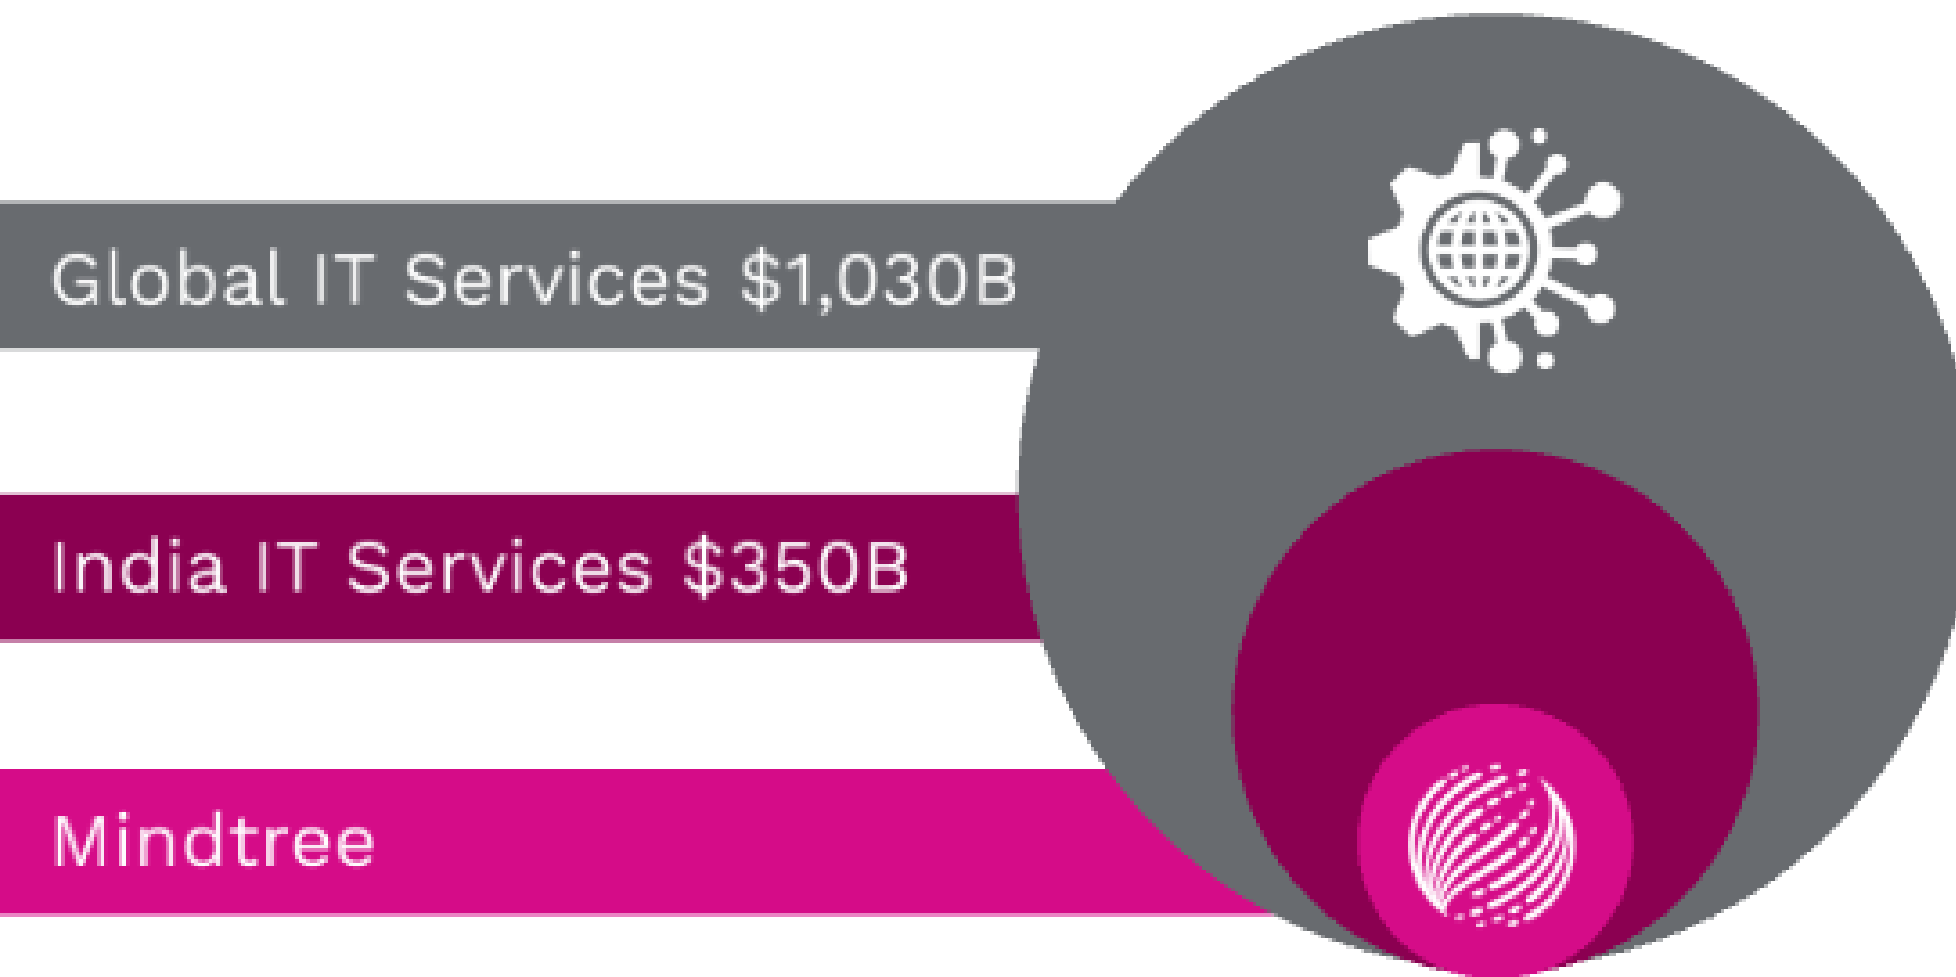 Global IT Services $1,030B
India IT Services $350B
Mindtree